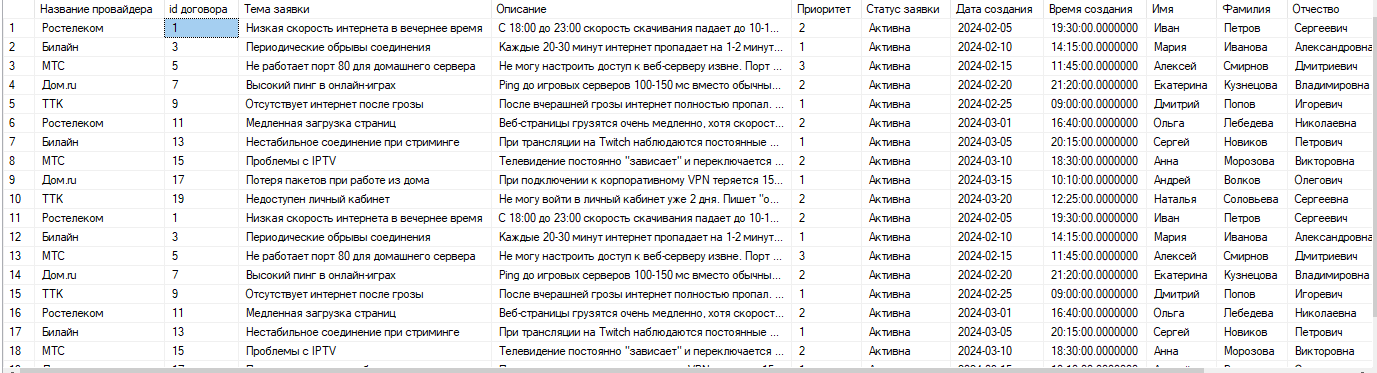 Название провайдера id договора Тема заявки Описание Приоритет Статус заявки Дата создания Время создания Имя Фамилия Отчество
1 Ростелеком 1 Низкая скорость интернета в вечернее время С 18:00 до 23:00 скорость скачивания падает до 10-1... 2 Активна 2024-02-05 19:30:00.0000000 Иван Петров Сергеевич
2 Билайн 3 Периодические обрывы соединения Каждые 20-30 минут интернет пропадает на 1-2 минут... 1 Активна 2024-02-10 14:15:00.0000000 Мария Иванова Александровна
3 МТС 5 Не работает порт 80 для домашнего сервера Не могу настроить доступ к веб-серверу извне. Порт ... 3 Активна 2024-02-15 11:45:00.0000000 Алексей Смирнов Дмитриевич
4 Дом.ru 7 Высокий пинг в онлайн-играх Ping до игровых серверов 100-150 мс вместо обычны... 2 Активна 2024-02-20 21:20:00.0000000 Екатерина Кузнецова Владимировна
5 ТТК 9 Отсутствует интернет после грозы После вчерашней грозы интернет полностью пропал. ... 1 Активна 2024-02-25 09:00:00.0000000 Дмитрий Попов Игоревич
6 Ростелеком 11 Медленная загрузка страниц Веб-страницы грузятся очень медленно, хотя скорост... 2 Активна 2024-03-01 16:40:00.0000000 Ольга Лебедева Николаевна
7 Билайн 13 Нестабильное соединение при стриминге При трансляции на Twitch наблюдаются постоянные ... 1 Активна 2024-03-05 20:15:00.0000000 Сергей Новиков Петрович
8 МТС 15 Проблемы с IPTV Телевидение постоянно "зависает" и переключается ... 2 Активна 2024-03-10 18:30:00.0000000 Анна Морозова Викторовна
9 Дом.ru 17 Потеря пакетов при работе из дома При подключении к корпоративному VPN теряется 15... 1 Активна 2024-03-15 10:10:00.0000000 Андрей Волков Олегович
10 ТТК 19 Недоступен личный кабинет Не могу войти в личный кабинет уже 2 дня. Пишет "о... 2 Активна 2024-03-20 12:25:00.0000000 Наталья Соловьева Сергеевна
11 Ростелеком 1 Низкая скорость интернета в вечернее время С 18:00 до 23:00 скорость скачивания падает до 10-1... 2 Активна 2024-02-05 19:30:00.0000000 Иван Петров Сергеевич
12 Билайн 3 Периодические обрывы соединения Каждые 20-30 минут интернет пропадает на 1-2 минут... 1 Активна 2024-02-10 14:15:00.0000000 Мария Иванова Александровна
13 МТС 5 Не работает порт 80 для домашнего сервера Не могу настроить доступ к веб-серверу извне. Порт ... 3 Активна 2024-02-15 11:45:00.0000000 Алексей Смирнов Дмитриевич
14 Дом.ru 7 Высокий пинг в онлайн-играх Ping до игровых серверов 100-150 мс вместо обычны... 2 Активна 2024-02-20 21:20:00.0000000 Екатерина Кузнецова Владимировна
15 ТТК 9 Отсутствует интернет после грозы После вчерашней грозы интернет полностью пропал. ... 1 Активна 2024-02-25 09:00:00.0000000 Дмитрий Попов Игоревич
16 Ростелеком 11 Медленная загрузка страниц Веб-страницы грузятся очень медленно, хотя скорост... 2 Активна 2024-03-01 16:40:00.0000000 Ольга Лебедева Николаевна
17 Билайн 13 Нестабильное соединение при стриминге При трансляции на Twitch наблюдаются постоянные ... 1 Активна 2024-03-05 20:15:00.0000000 Сергей Новиков Петрович
18 МТС 15 Проблемы с IPTV Телевидение постоянно "зависает" и переключается ... 2 Активна 2024-03-10 18:30:00.0000000 Анна Морозова Викторовна